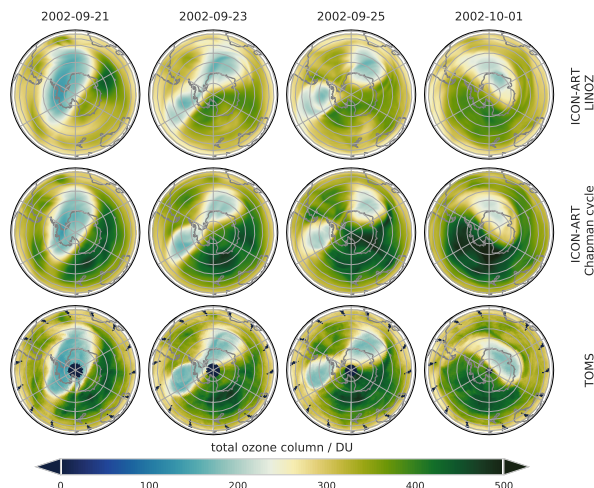 2002-09-21 2002-09-23 2002-09-25 2002-10-01
ICON-ART
LINOZ
ICON-ART
Chapman cycle
TOMS
total ozone column / DU
0 100 200 300 400 500